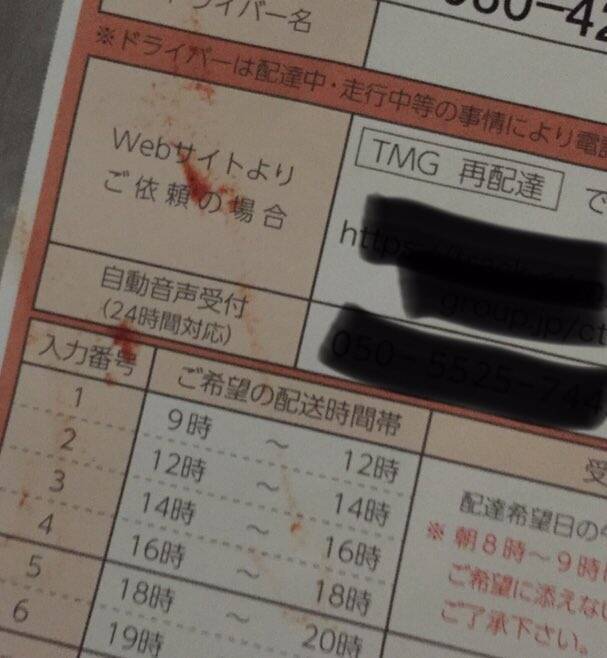 ドライバー名
※ドライバーは配達中・走行中等の事情により電話
Webサイトより
ご依頼の場合
TMG 再配達 で
自動音声受付
(24時間対応)
入力番号 ご希望の配送時間帯 受
1 9時 ~ 12時
2 12時 ~ 14時
3 14時 ~ 16時
4 16時 ~ 18時
5 18時 ~ 20時
6 19時
配達希望日の
※朝8時~9時
ご希望に添えない
ご了承下さい。